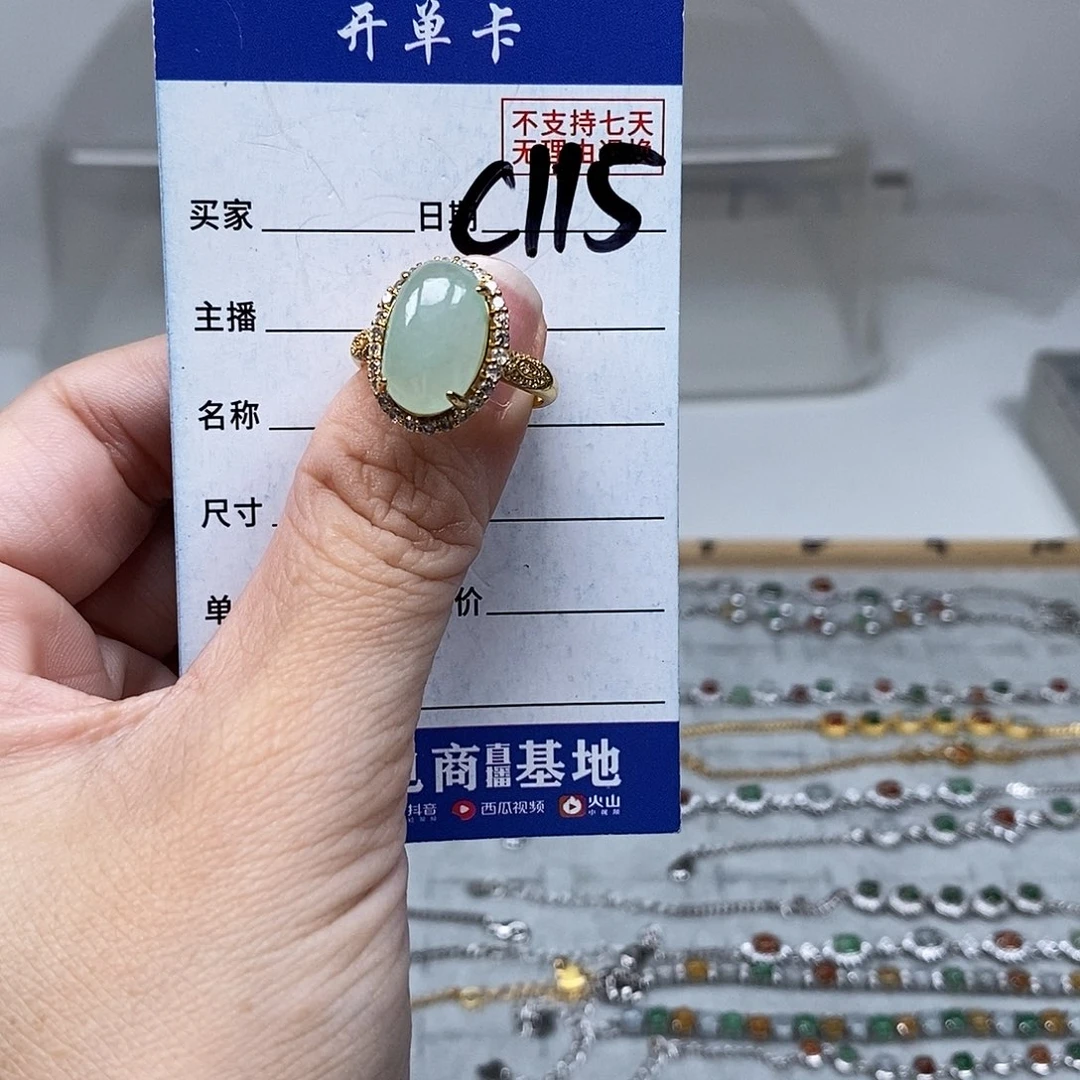 开单卡
不支持七天
无理由退换
C115
买家 日期
主播
名称
尺寸
单 价
电商直播基地
抖音 西瓜视频 火山